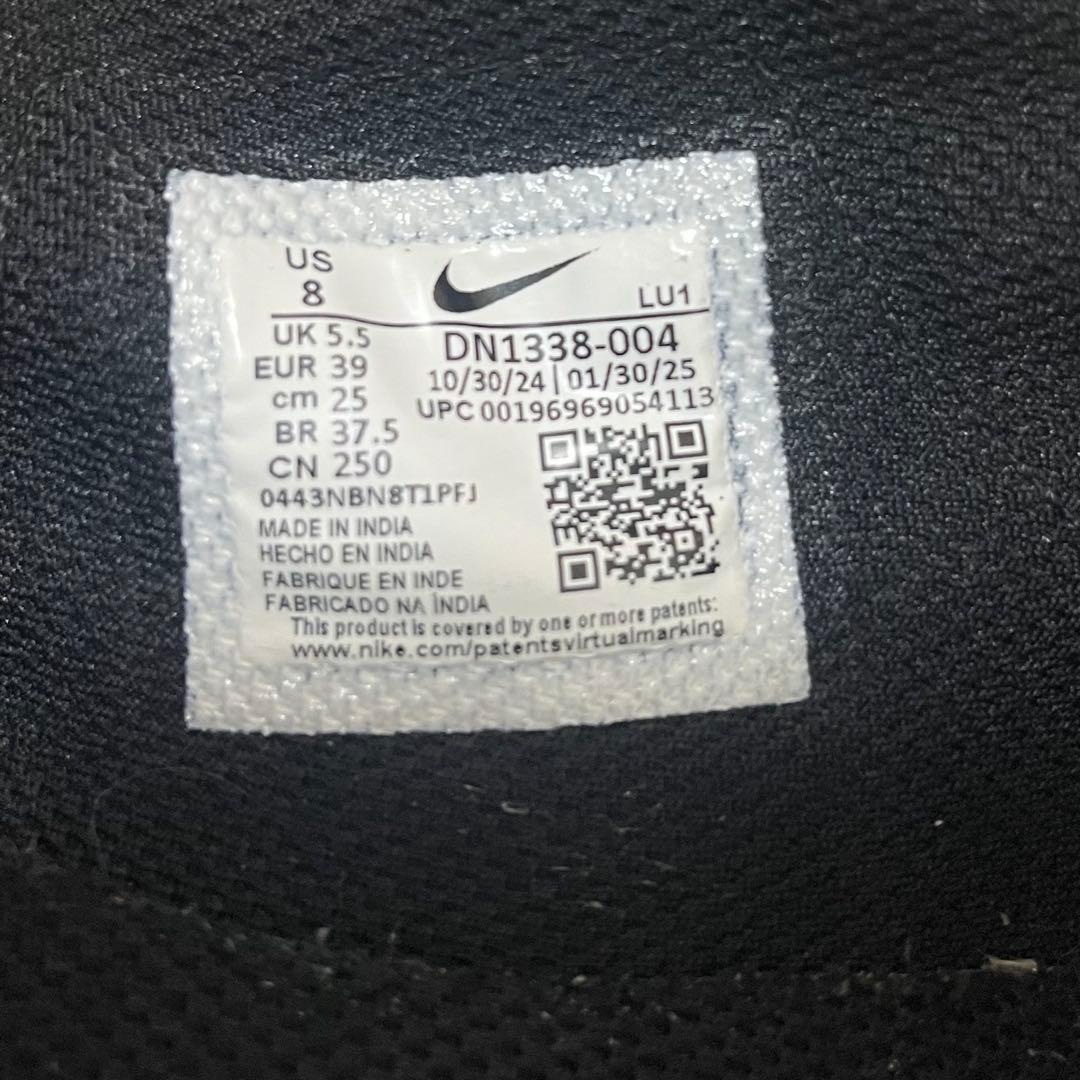 US
8
LU1
UK 5.5
EUR 39
cm 25
BR 37.5
CN 250
DN1338-004
10/30/24 | 01/30/25
UPC 00196969054113
0443NBN8T1PFJ
MADE IN INDIA
HECHO EN INDIA
FABRIQUE EN INDE
FABRICADO NA ÍNDIA
This product is covered by one or more patents:
www.nike.com/patentsvirtualmarking